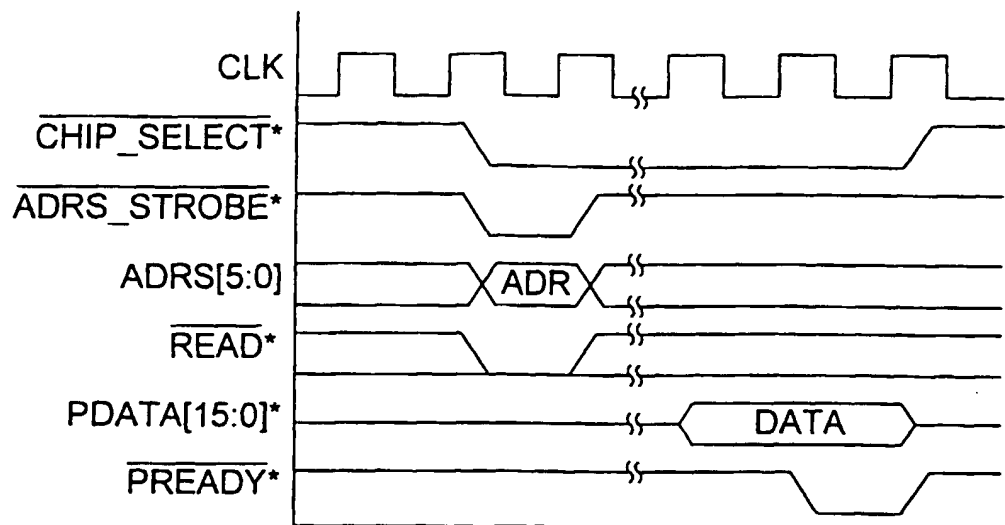 CLK
CHIP_SELECT*
ADRS_STROBE*
ADRS[5:0]
ADR
READ*
PDATA[15:0]*
DATA
PREADY*